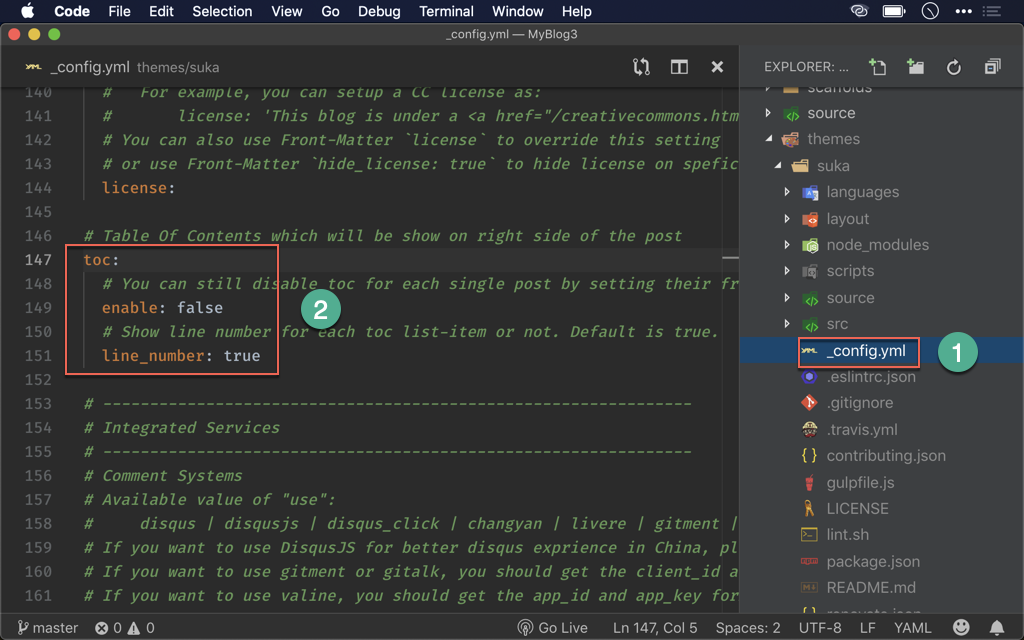 Code File Edit Selection View Go Debug Terminal Window Help
_config.yml — MyBlog3
YAML _config.yml themes/suka
EXPLORER: ...
140 # For example, you can setup a CC license as:
141 # license: 'This blog is under a <a href="/creativecommons.htm
142 # You can also use Front-Matter `license` to override this setting
143 # or use Front-Matter `hide_license: true` to hide license on spefic
144 license:
145
146 # Table Of Contents which will be show on right side of the post
147 toc:
148 # You can still disable toc for each single post by setting their fr
149 enable: false
150 # Show line number for each toc list-item or not. Default is true.
151 line_number: true
152
153 # ---------------------------------------------------------------
154 # Integrated Services
155 # ---------------------------------------------------------------
156 # Comment Systems
157 # Available value of "use":
158 # disqus | disqusjs | disqus_click | changyan | livere | gitment |
159 # If you want to use DisqusJS for better disqus exprience in China, pl
160 # If you want to use gitment or gitalk, you should get the client_id a
161 # If you want to use valine, you should get the app_id and app_key for
2
scaffolds
source
themes
suka
languages
layout
node_modules
scripts
source
src
YAML _config.yml
1
.eslintrc.json
.gitignore
.travis.yml
contributing.json
gulpfile.js
LICENSE
lint.sh
package.json
README.md
renovate.json
master 0 0
Go Live Ln 147, Col 5 Spaces: 2 UTF-8 LF YAML